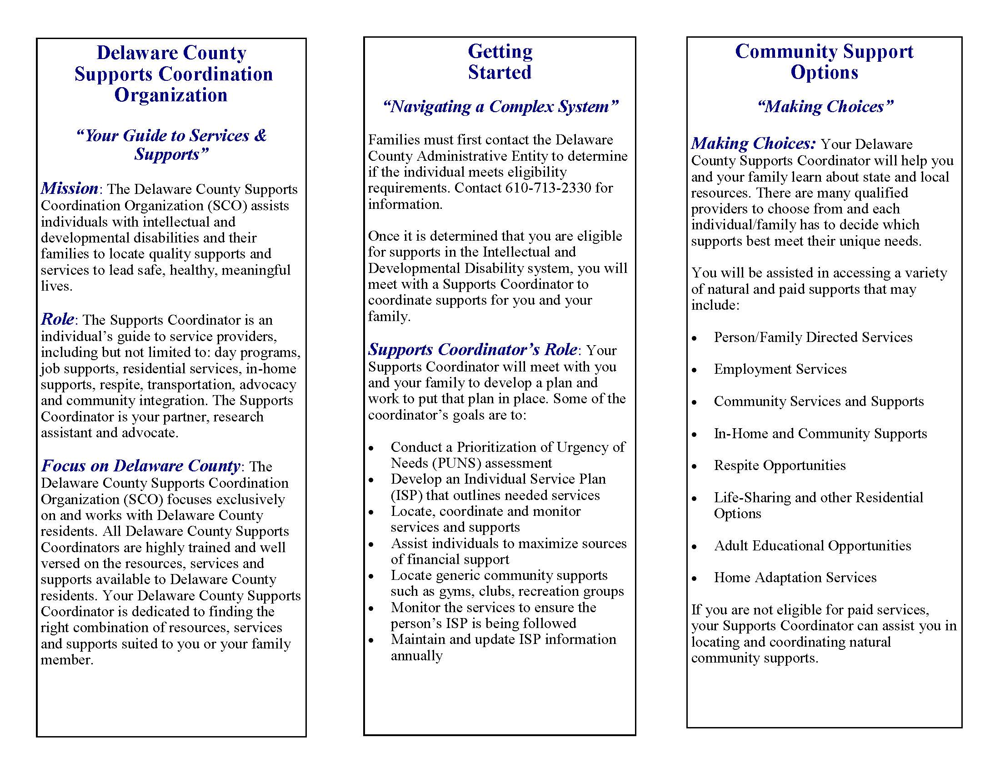 Delaware County
Supports Coordination
Organization
“Your Guide to Services &
Supports”
Mission: The Delaware County Supports
Coordination Organization (SCO) assists
individuals with intellectual and
developmental disabilities and their
families to locate quality supports and
services to lead safe, healthy, meaningful
lives.
Role: The Supports Coordinator is an
individual’s guide to service providers,
including but not limited to: day programs,
job supports, residential services, in-home
supports, respite, transportation, advocacy
and community integration. The Supports
Coordinator is your partner, research
assistant and advocate.
Focus on Delaware County: The
Delaware County Supports Coordination
Organization (SCO) focuses exclusively
on and works with Delaware County
residents. All Delaware County Supports
Coordinators are highly trained and well
versed on the resources, services and
supports available to Delaware County
residents. Your Delaware County Supports
Coordinator is dedicated to finding the
right combination of resources, services
and supports suited to you or your family
member.
Getting
Started
“Navigating a Complex System”
Families must first contact the Delaware
County Administrative Entity to determine
if the individual meets eligibility
requirements. Contact 610-713-2330 for
information.
Once it is determined that you are eligible
for supports in the Intellectual and
Developmental Disability system, you will
meet with a Supports Coordinator to
coordinate supports for you and your
family.
Supports Coordinator’s Role: Your
Supports Coordinator will meet with you
and your family to develop a plan and
work to put that plan in place. Some of the
coordinator’s goals are to:
• Conduct a Prioritization of Urgency of
Needs (PUNS) assessment
• Develop an Individual Service Plan
(ISP) that outlines needed services
• Locate, coordinate and monitor
services and supports
• Assist individuals to maximize sources
of financial support
• Locate generic community supports
such as gyms, clubs, recreation groups
• Monitor the services to ensure the
person’s ISP is being followed
• Maintain and update ISP information
annually
Community Support
Options
“Making Choices”
Making Choices: Your Delaware
County Supports Coordinator will help you
and your family learn about state and local
resources. There are many qualified
providers to choose from and each
individual/family has to decide which
supports best meet their unique needs.
You will be assisted in accessing a variety
of natural and paid supports that may
include:
• Person/Family Directed Services
• Employment Services
• Community Services and Supports
• In-Home and Community Supports
• Respite Opportunities
• Life-Sharing and other Residential
Options
• Adult Educational Opportunities
• Home Adaptation Services
If you are not eligible for paid services,
your Supports Coordinator can assist you in
locating and coordinating natural
community supports.